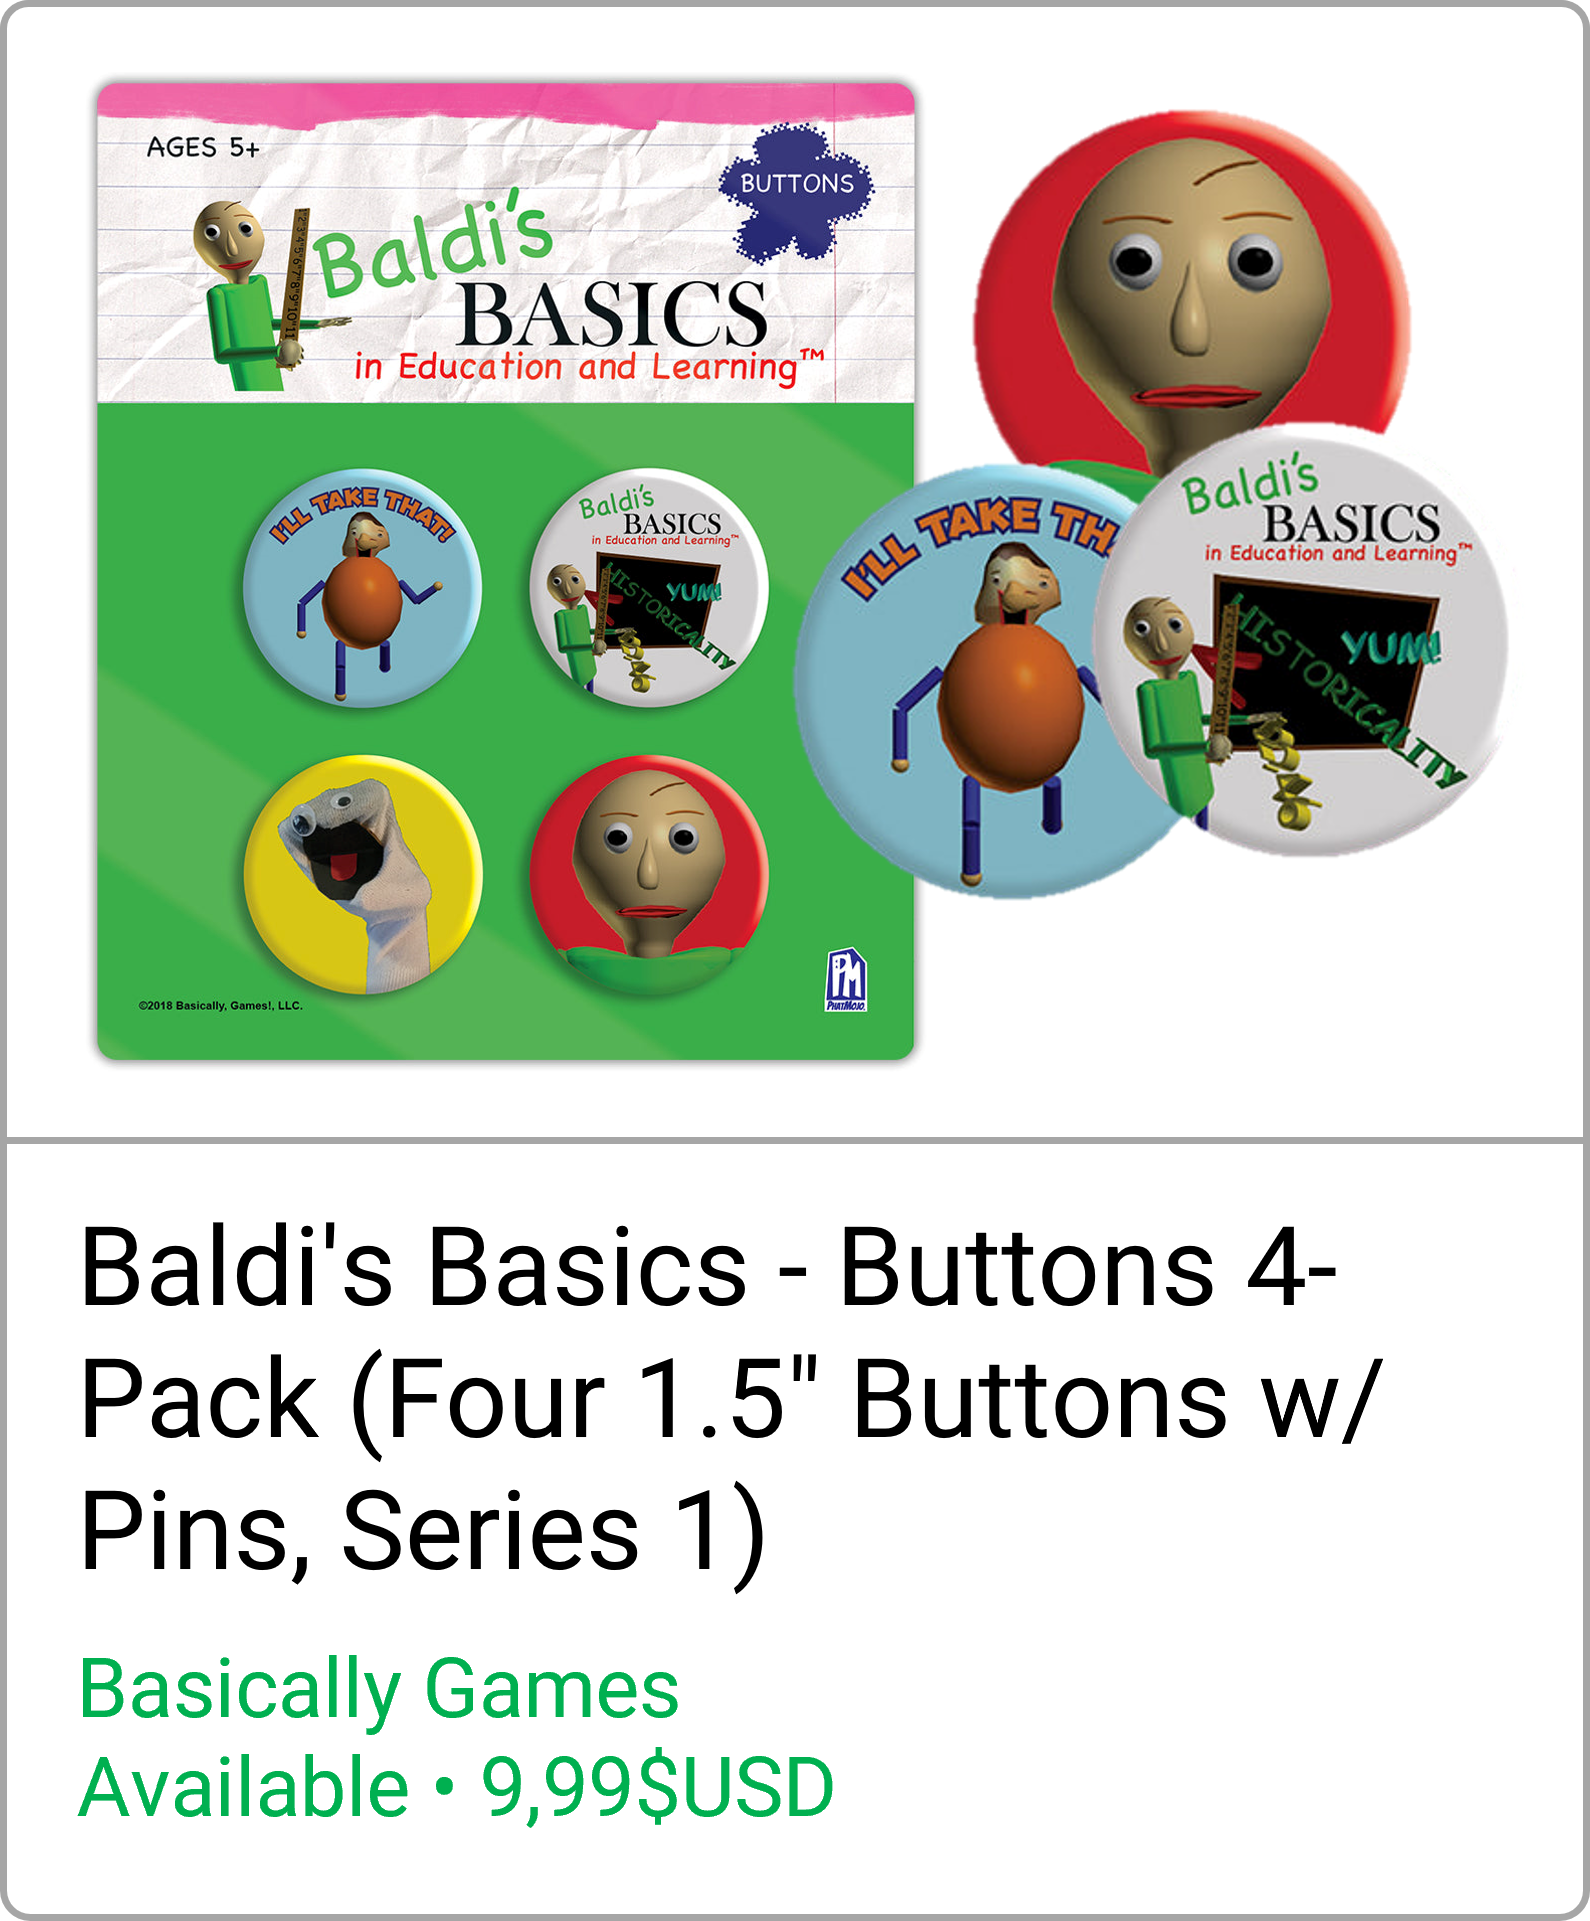 AGES 5+
BUTTONS
Baldi's
BASICS
in Education and Learning™
I'LL TAKE THAT!
Baldi's
BASICS
in Education and Learning™
YUM!
HISTORICALITY
©2018 Basically, Games!, LLC.
PM
PHATMOJO
I'LL TAKE TH
Baldi's
BASICS
in Education and Learning™
YUM!
HISTORICALITY
Baldi's Basics - Buttons 4-
Pack (Four 1.5" Buttons w/
Pins, Series 1)
Basically Games
Available • 9,99$USD